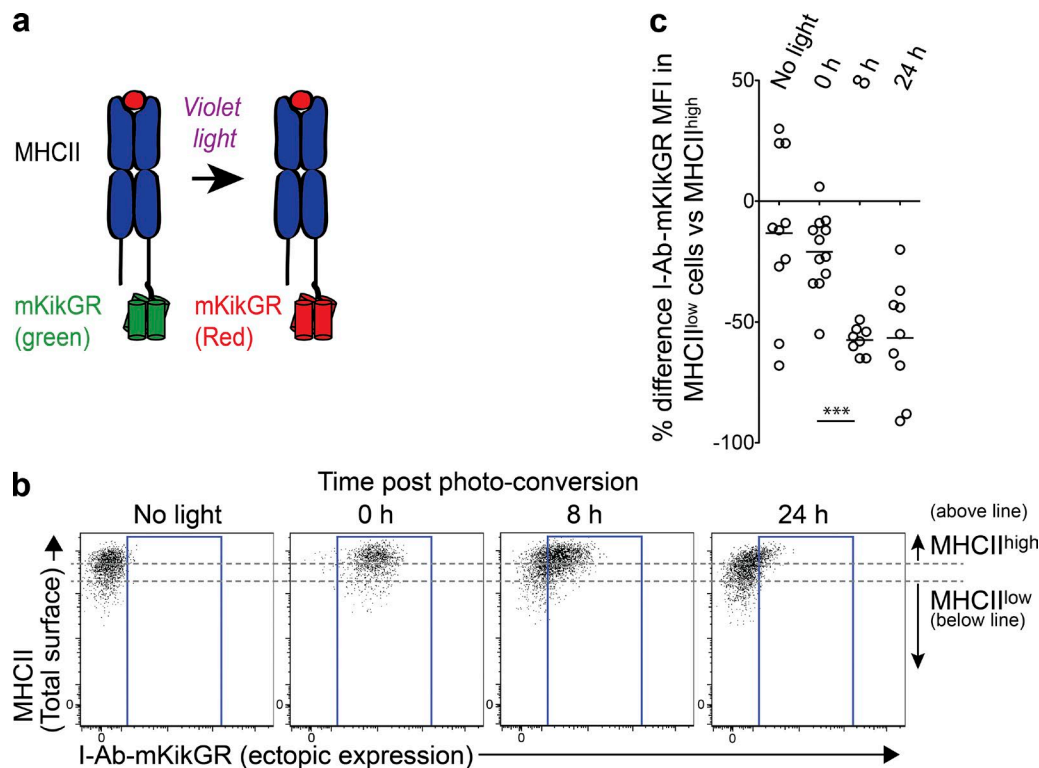 a
Violet
light
MHCII
mKikGR
(green)
mKikGR
(Red)
c
% difference I-Ab-mKIkGR MFI in
MHCIIlow cells vs MHCIIhigh
No light
0 h
8 h
24 h
50
0
-50
-100
***
b
Time post photo-conversion
No light
0 h
8 h
24 h
(above line)
MHCIIhigh
MHCIIlow
(below line)
MHCII
(Total surface)
0
0
0
0
0
0
0
0
I-Ab-mKikGR (ectopic expression)